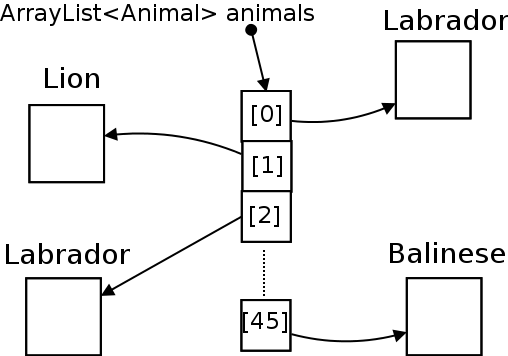 ArrayList<Animal> animals
Labrador
Lion
[0]
[1]
[2]
Labrador
Balinese
[45]